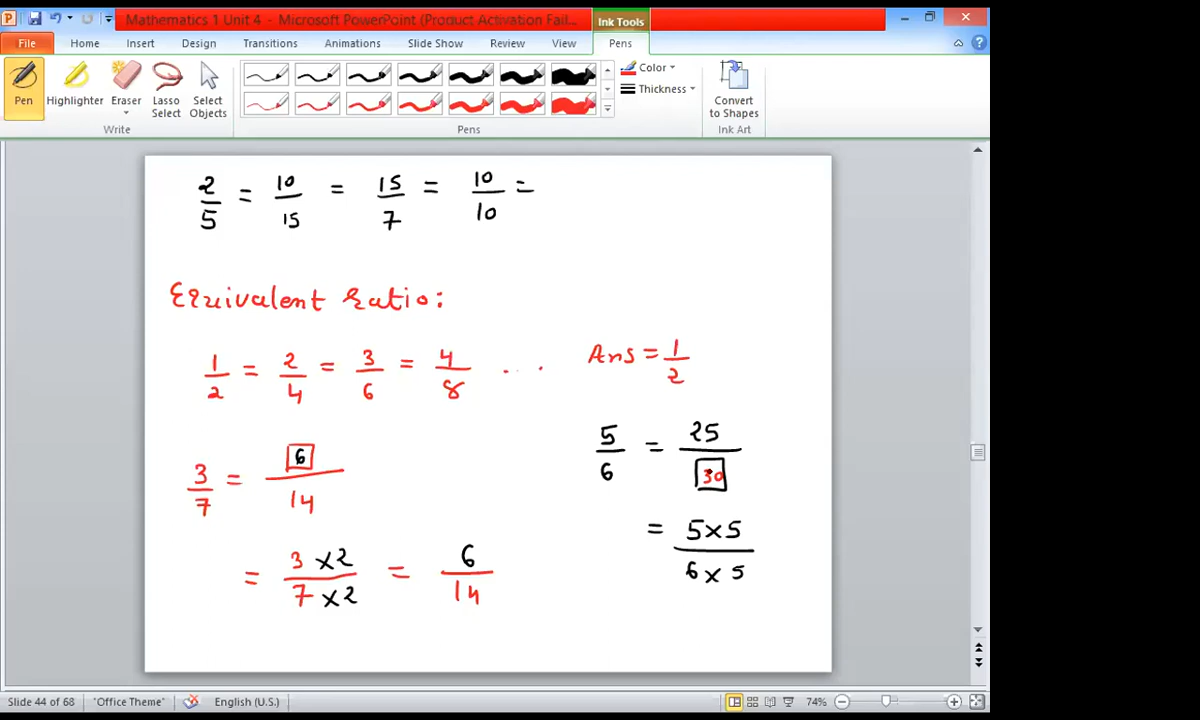 Mathematics 1 Unit 4 - Microsoft PowerPoint (Product Activation Fail...
Ink Tools
File Home Insert Design Transitions Animations Slide Show Review View Pens
Pen Highlighter Eraser Lasso Select Select Objects
Color
Thickness
Convert to Shapes
Write Pens Ink Art
2/5 = 10/15 = 15/7 = 10/10 =
Equivalent Ratio:
1/2 = 2/4 = 3/6 = 4/8 ... Ans = 1/2
3/7 = 6/14
= 3 x 2 / 7 x 2 = 6/14
5/6 = 25/30
= 5 x 5 / 6 x 5
Slide 44 of 68 "Office Theme" English (U.S.) 74%